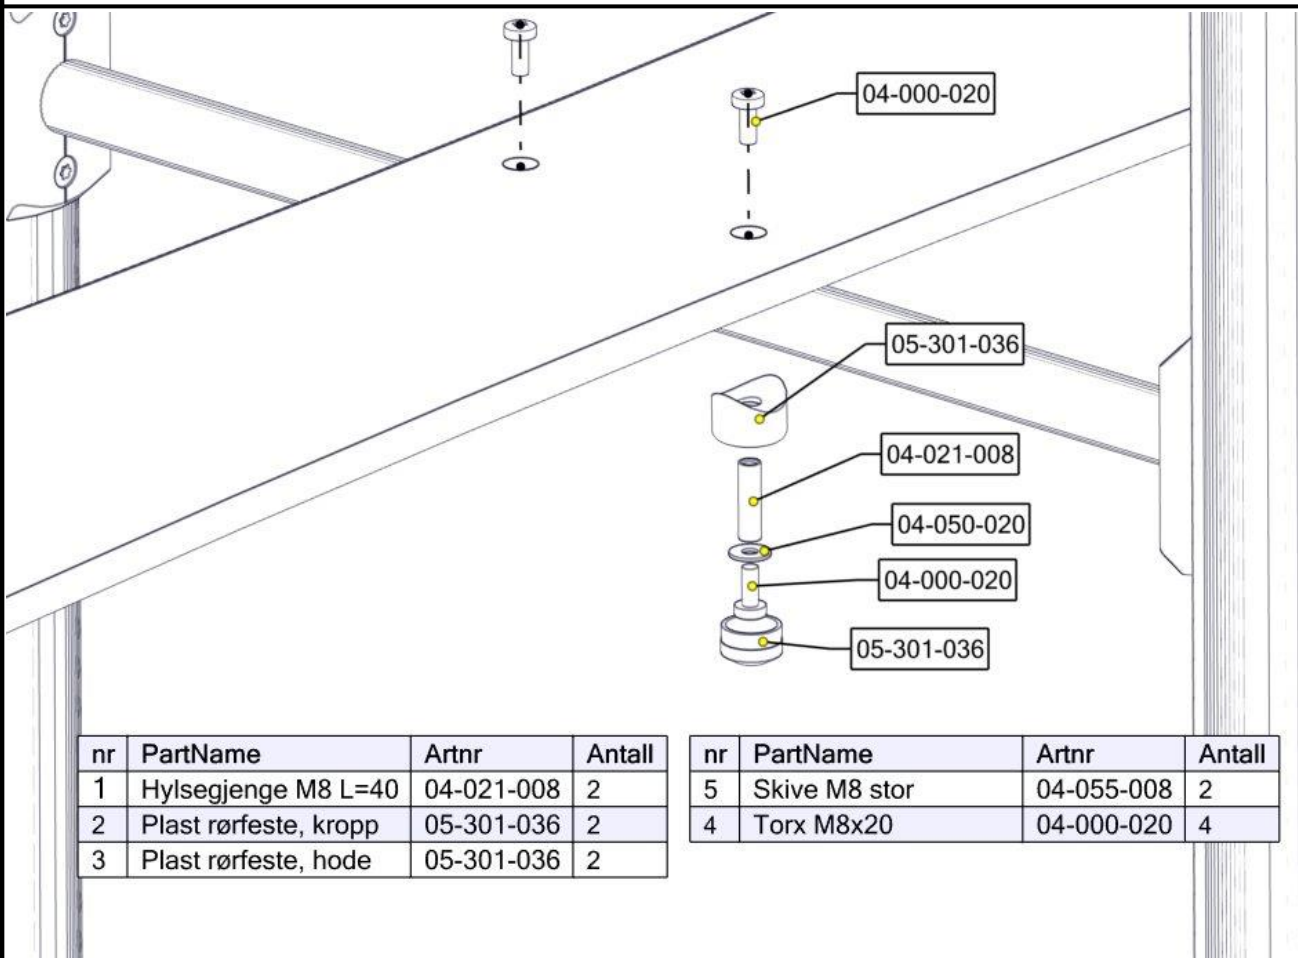 04-000-020
05-301-036
04-021-008
04-050-020
04-000-020
05-301-036
nr PartName Artnr Antall
1 Hylsegjenge M8 L=40 04-021-008 2
2 Plast rørfeste, kropp 05-301-036 2
3 Plast rørfeste, hode 05-301-036 2
nr PartName Artnr Antall
5 Skive M8 stor 04-055-008 2
4 Torx M8x20 04-000-020 4